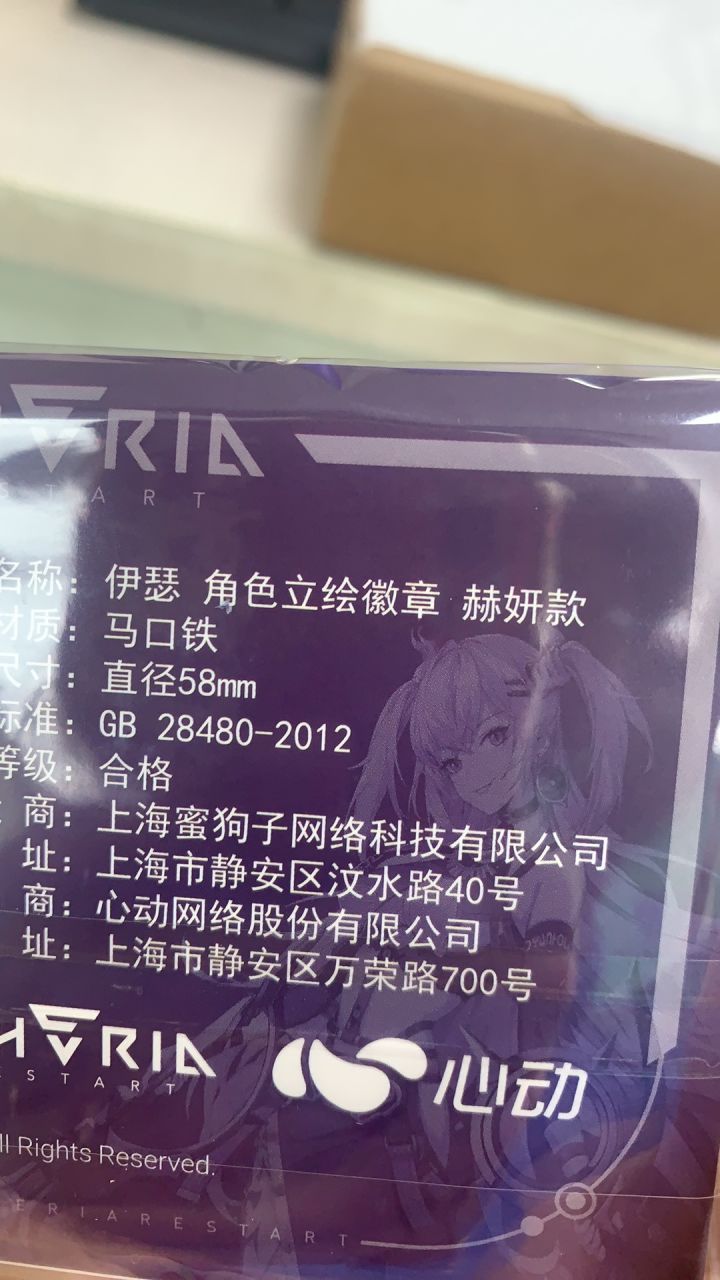 ERIA
START
名称：伊瑟 角色立绘徽章 赫妍款
材质：马口铁
尺寸：直径58mm
标准：GB 28480-2012
等级：合格
商：上海蜜狗子网络科技有限公司
址：上海市静安区汶水路40号
商：心动网络股份有限公司
址：上海市静安区万荣路700号
HERIA
ESTART
心动
All Rights Reserved.
ERIARESTART